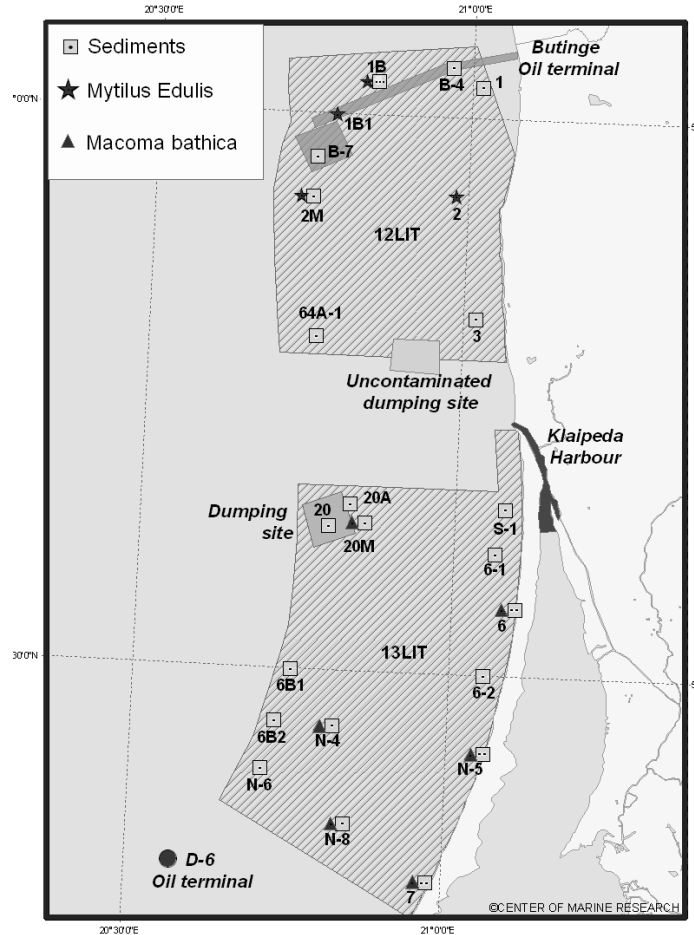 20°30'0"E
21°0'0"E
Sediments
Mytilus Edulis
Macoma bathica
Butinge
Oil terminal
1B
B-4
1
°0'0"N
1B1
B-7
2M
2
12LIT
64A-1
3
Uncontaminated
dumping site
Klaipeda
Harbour
Dumping
site
20
20A
20M
S-1
6-1
6
30'0"N
13LIT
6B1
6-2
6B2
N-4
N-5
N-6
N-8
D-6
Oil terminal
7
©CENTER OF MARINE RESEARCH
20°30'0"E
21°0'0"E